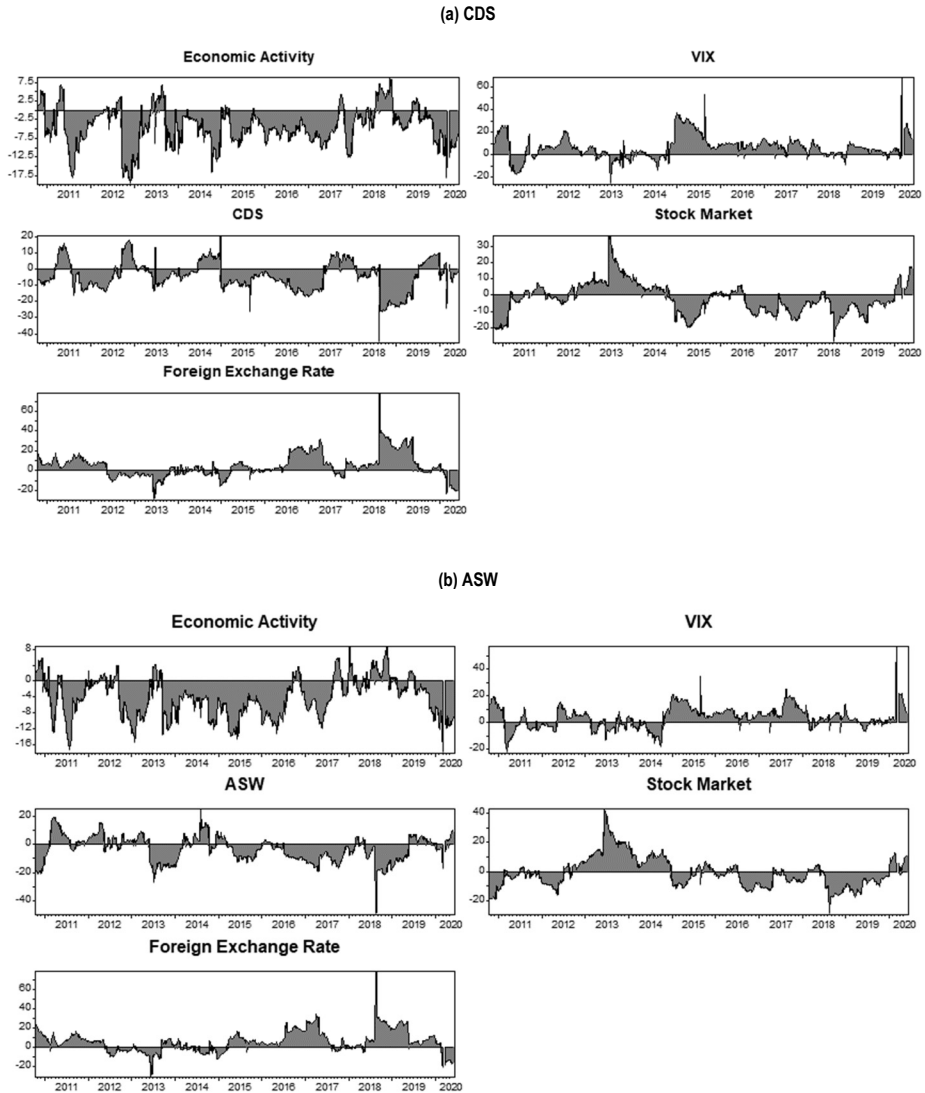 (a) CDS
Economic Activity
7.5
2.5
-2.5
-7.5
-12.5
-17.5
2011 2012 2013 2014 2015 2016 2017 2018 2019 2020
VIX
60
40
20
0
-20
2011 2012 2013 2014 2015 2016 2017 2018 2019 2020
CDS
20
10
0
-10
-20
-30
-40
2011 2012 2013 2014 2015 2016 2017 2018 2019 2020
Stock Market
30
20
10
0
-10
-20
2011 2012 2013 2014 2015 2016 2017 2018 2019 2020
Foreign Exchange Rate
60
40
20
0
-20
2011 2012 2013 2014 2015 2016 2017 2018 2019 2020
(b) ASW
Economic Activity
8
4
0
-4
-8
-12
-16
2011 2012 2013 2014 2015 2016 2017 2018 2019 2020
VIX
40
20
0
-20
2011 2012 2013 2014 2015 2016 2017 2018 2019 2020
ASW
20
0
-20
-40
2011 2012 2013 2014 2015 2016 2017 2018 2019 2020
Stock Market
40
20
0
-20
2011 2012 2013 2014 2015 2016 2017 2018 2019 2020
Foreign Exchange Rate
60
40
20
0
-20
2011 2012 2013 2014 2015 2016 2017 2018 2019 2020